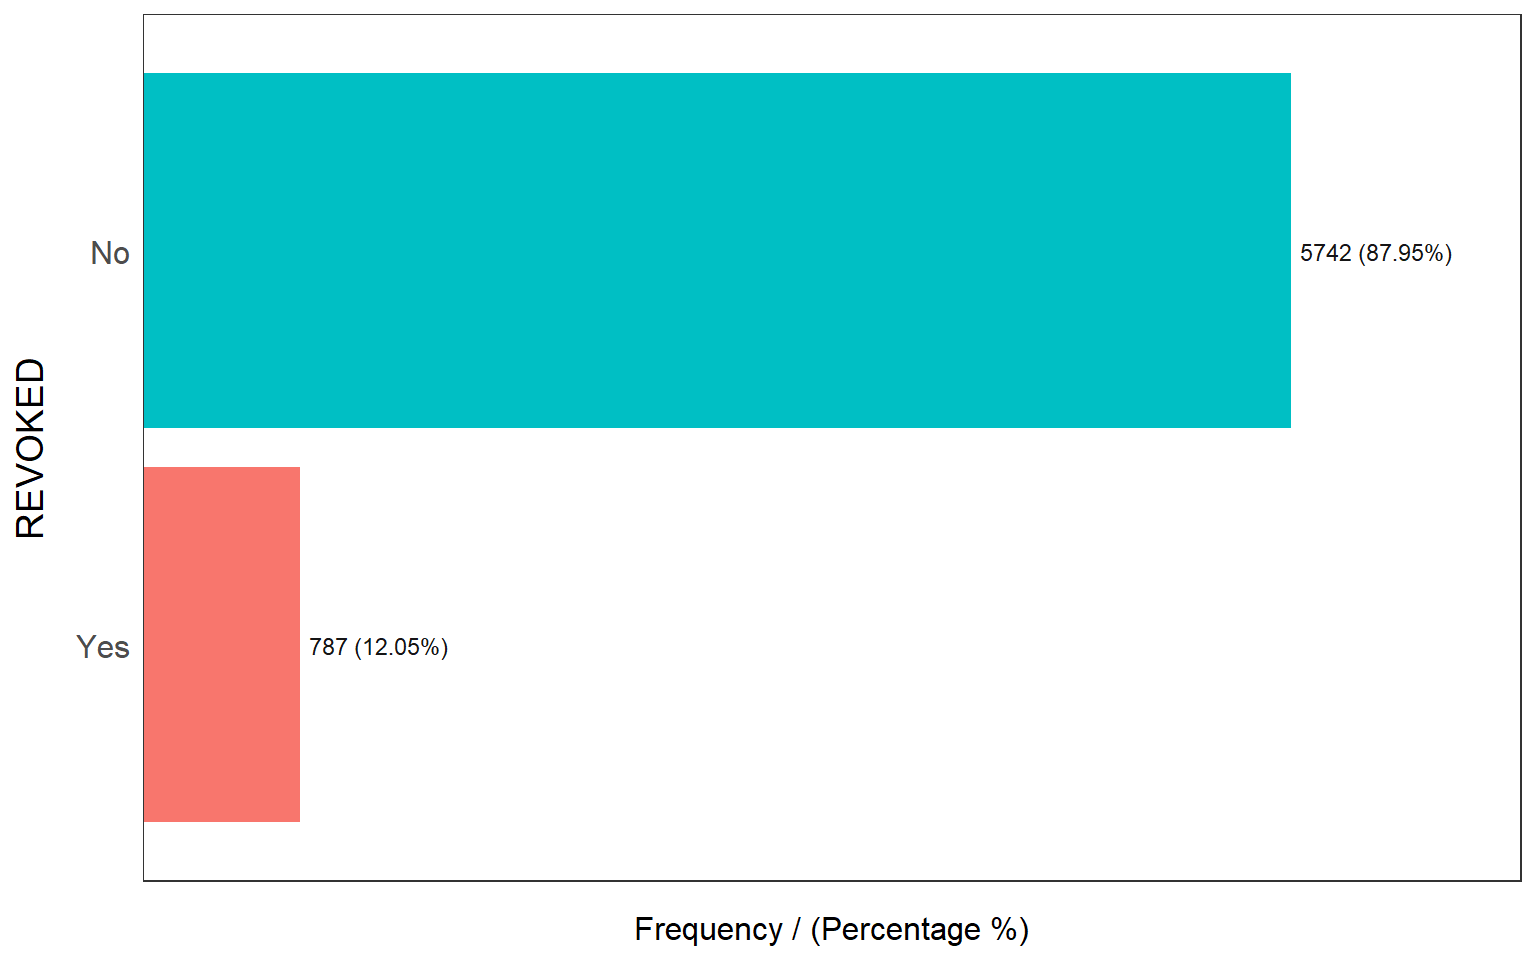 REVOKED
No
5742 (87.95%)
Yes
787 (12.05%)
Frequency / (Percentage %)